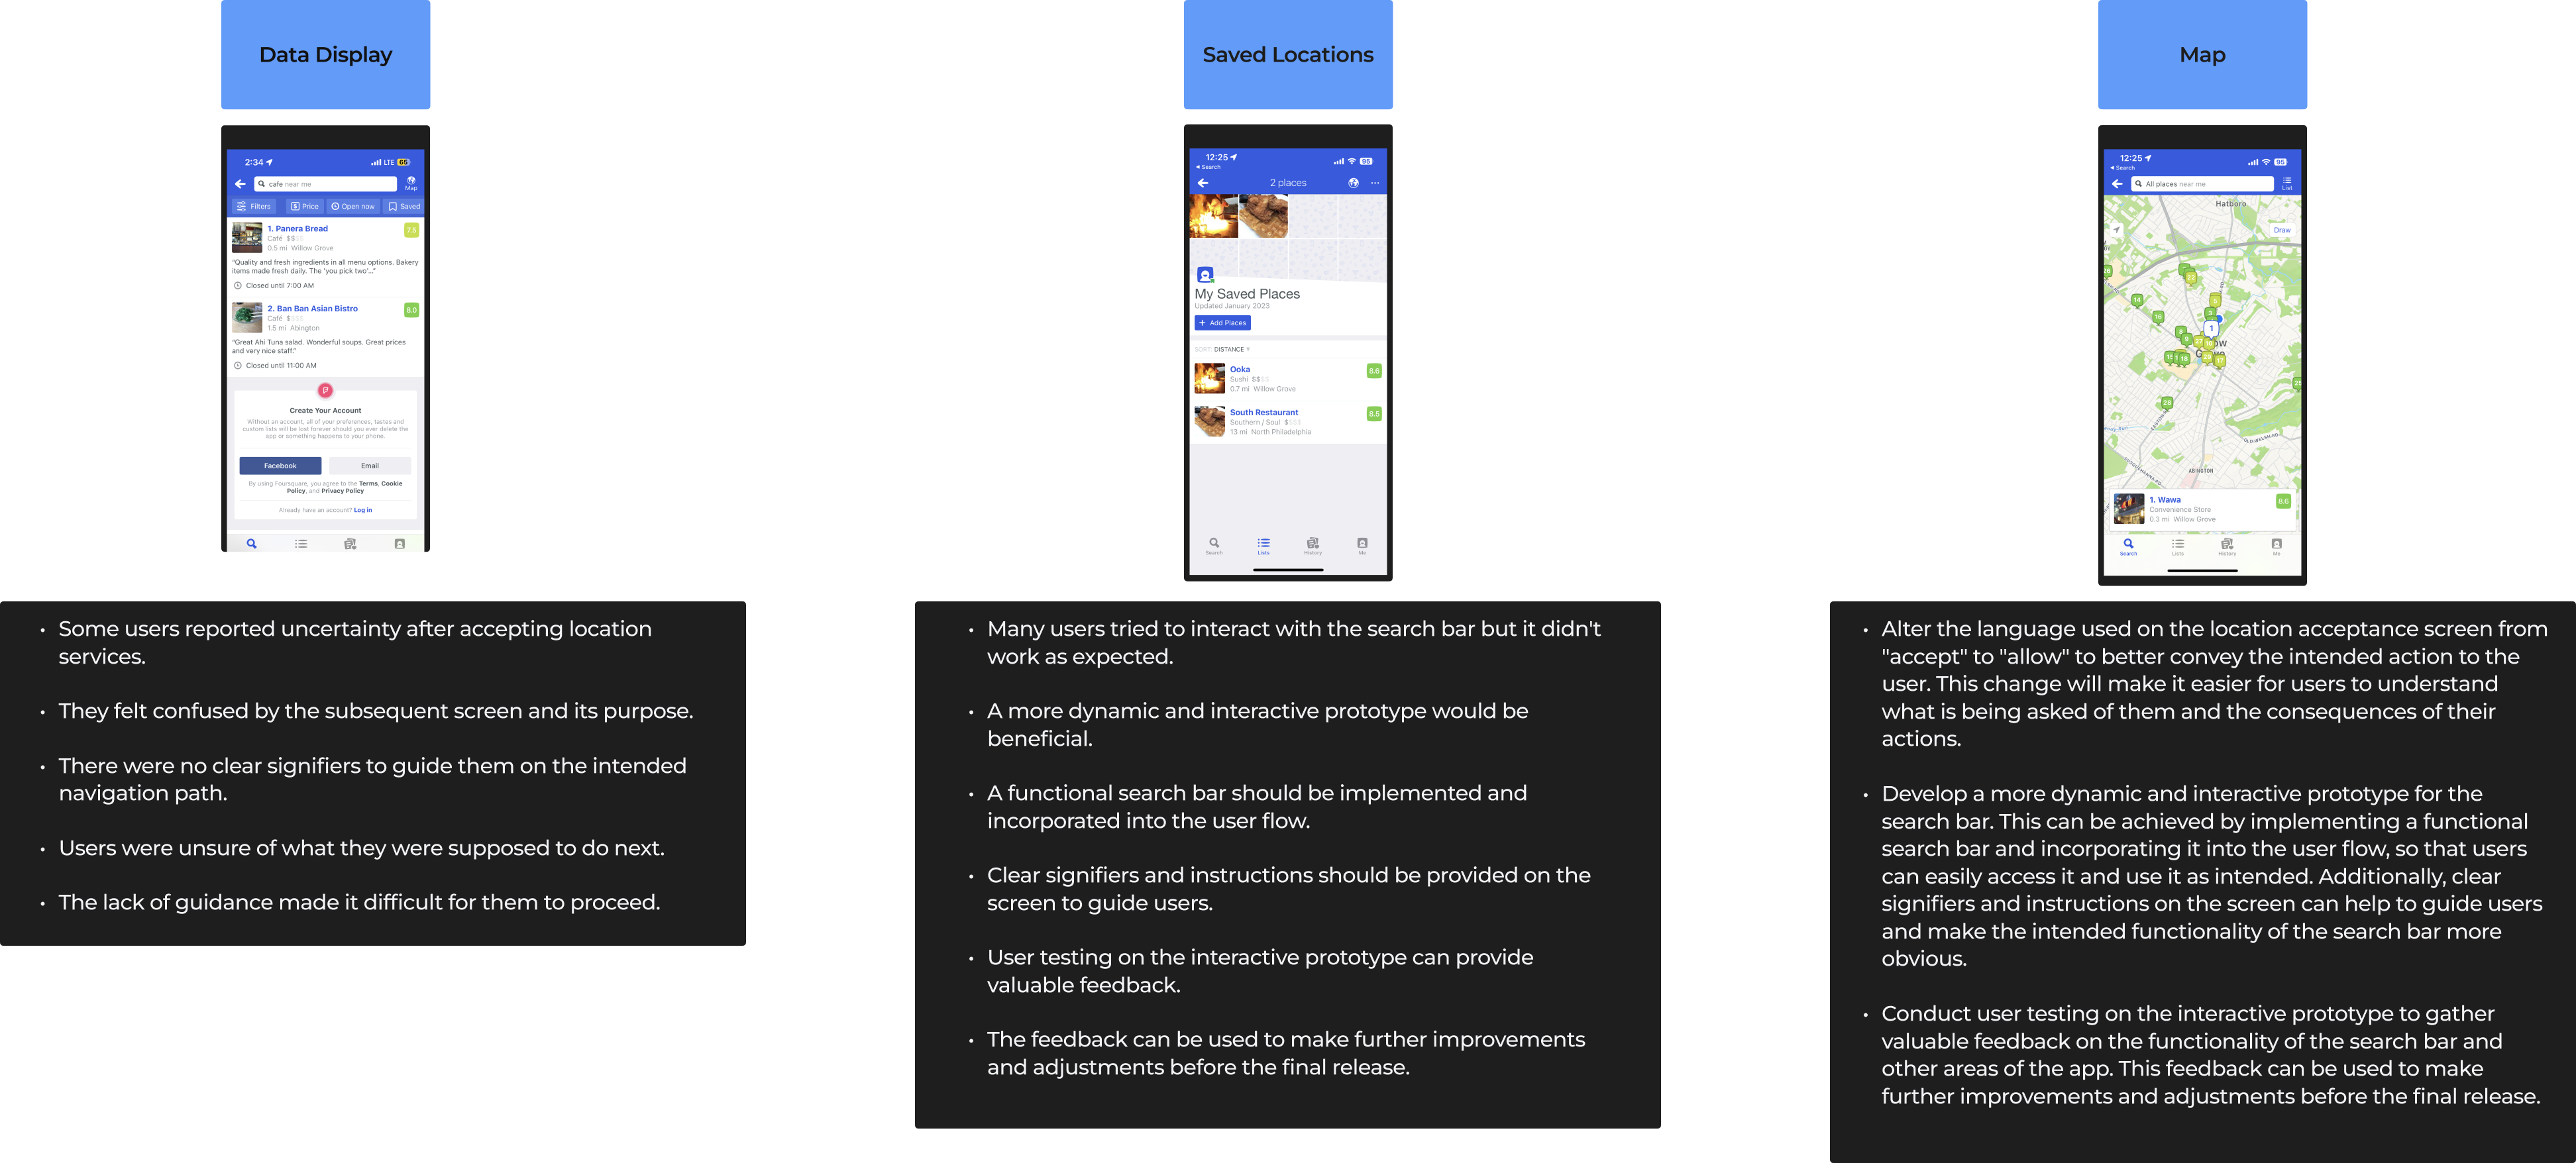 Data Display
2:34
LTE 65
cafe near me
Map
Filters
Price
Open now
Saved
1. Panera Bread
7.5
Café $$$$
0.5 mi Willow Grove
"Quality and fresh ingredients in all menu options. Bakery
items made fresh daily. The 'you pick two'..."
Closed until 7:00 AM
2. Ban Ban Asian Bistro
8.0
Café $$$$
1.5 mi Abington
"Great Ahi Tuna salad. Wonderful soups. Great prices
and very nice staff."
Closed until 11:00 AM
Create Your Account
Without an account, all of your preferences, tastes and
custom lists will be lost forever should you ever delete the
app or something happens to your phone.
Facebook
Email
By using Foursquare, you agree to the Terms, Cookie
Policy, and Privacy Policy
Already have an account? Log in
• Some users reported uncertainty after accepting location
services.
• They felt confused by the subsequent screen and its purpose.
• There were no clear signifiers to guide them on the intended
navigation path.
• Users were unsure of what they were supposed to do next.
• The lack of guidance made it difficult for them to proceed.
Saved Locations
12:25
95
Search
2 places
My Saved Places
Updated January 2023
+ Add Places
SORT: DISTANCE
Ooka
8.6
Sushi $$$$
0.7 mi Willow Grove
South Restaurant
8.5
Southern / Soul $$$$
13 mi North Philadelphia
Search
Lists
History
Me
• Many users tried to interact with the search bar but it didn't
work as expected.
• A more dynamic and interactive prototype would be
beneficial.
• A functional search bar should be implemented and
incorporated into the user flow.
• Clear signifiers and instructions should be provided on the
screen to guide users.
• User testing on the interactive prototype can provide
valuable feedback.
• The feedback can be used to make further improvements
and adjustments before the final release.
Map
12:25
95
Search
All places near me
List
Hatboro
Draw
14
16
28
17
ABINGTON
OLD WELSH RD
1. Wawa
8.6
Convenience Store
0.3 mi Willow Grove
Search
Lists
History
Me
• Alter the language used on the location acceptance screen from
"accept" to "allow" to better convey the intended action to the
user. This change will make it easier for users to understand
what is being asked of them and the consequences of their
actions.
• Develop a more dynamic and interactive prototype for the
search bar. This can be achieved by implementing a functional
search bar and incorporating it into the user flow, so that users
can easily access it and use it as intended. Additionally, clear
signifiers and instructions on the screen can help to guide users
and make the intended functionality of the search bar more
obvious.
• Conduct user testing on the interactive prototype to gather
valuable feedback on the functionality of the search bar and
other areas of the app. This feedback can be used to make
further improvements and adjustments before the final release.